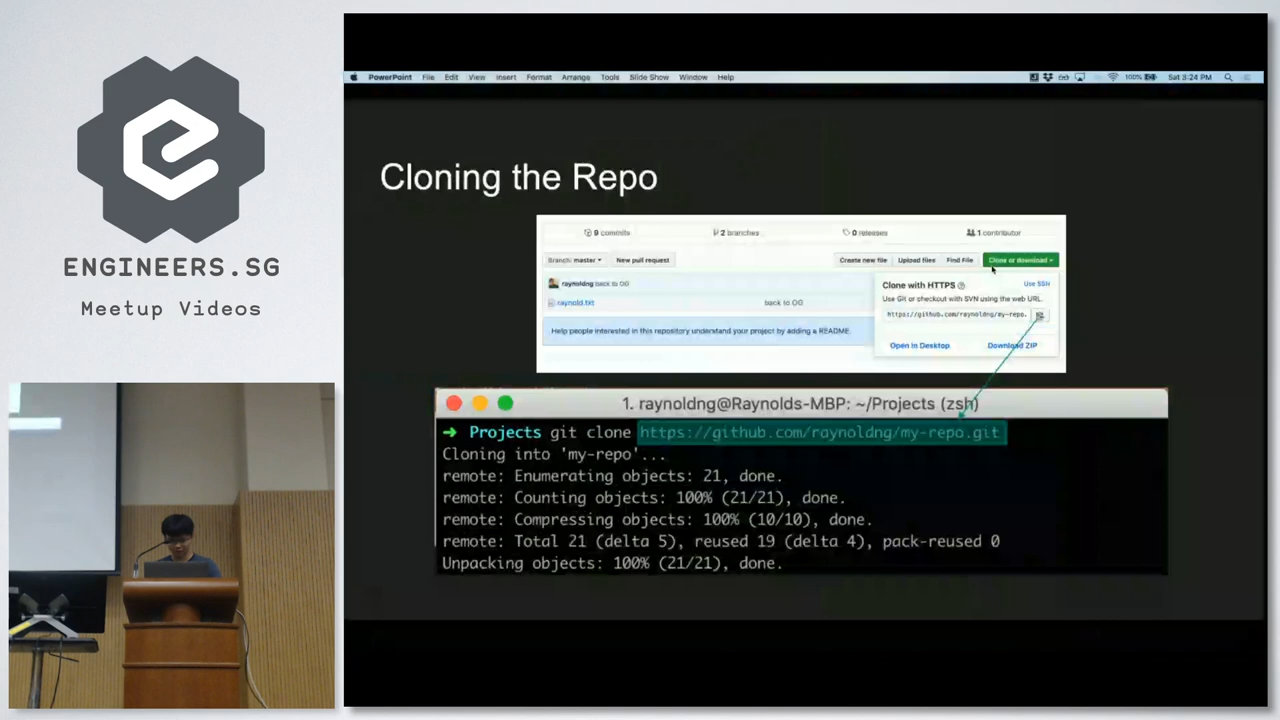 ENGINEERS.SG
Meetup Videos
PowerPoint File Edit View Insert Format Arrange Tools Slide Show Window Help 100% Sat 3:24 PM
Cloning the Repo
9 commits 2 branches 0 releases 1 contributor
Branch: master New pull request Create new file Upload files Find File Clone or download
raynoldng back to OG
raynold.txt back to OG
Help people interested in this repository understand your project by adding a README.
Clone with HTTPS Use SSH
Use Git or checkout with SVN using the web URL.
https://github.com/raynoldng/my-repo.
Open in Desktop Download ZIP
1. raynoldng@Raynolds-MBP: ~/Projects (zsh)
➜ Projects git clone https://github.com/raynoldng/my-repo.git
Cloning into 'my-repo'...
remote: Enumerating objects: 21, done.
remote: Counting objects: 100% (21/21), done.
remote: Compressing objects: 100% (10/10), done.
remote: Total 21 (delta 5), reused 19 (delta 4), pack-reused 0
Unpacking objects: 100% (21/21), done.